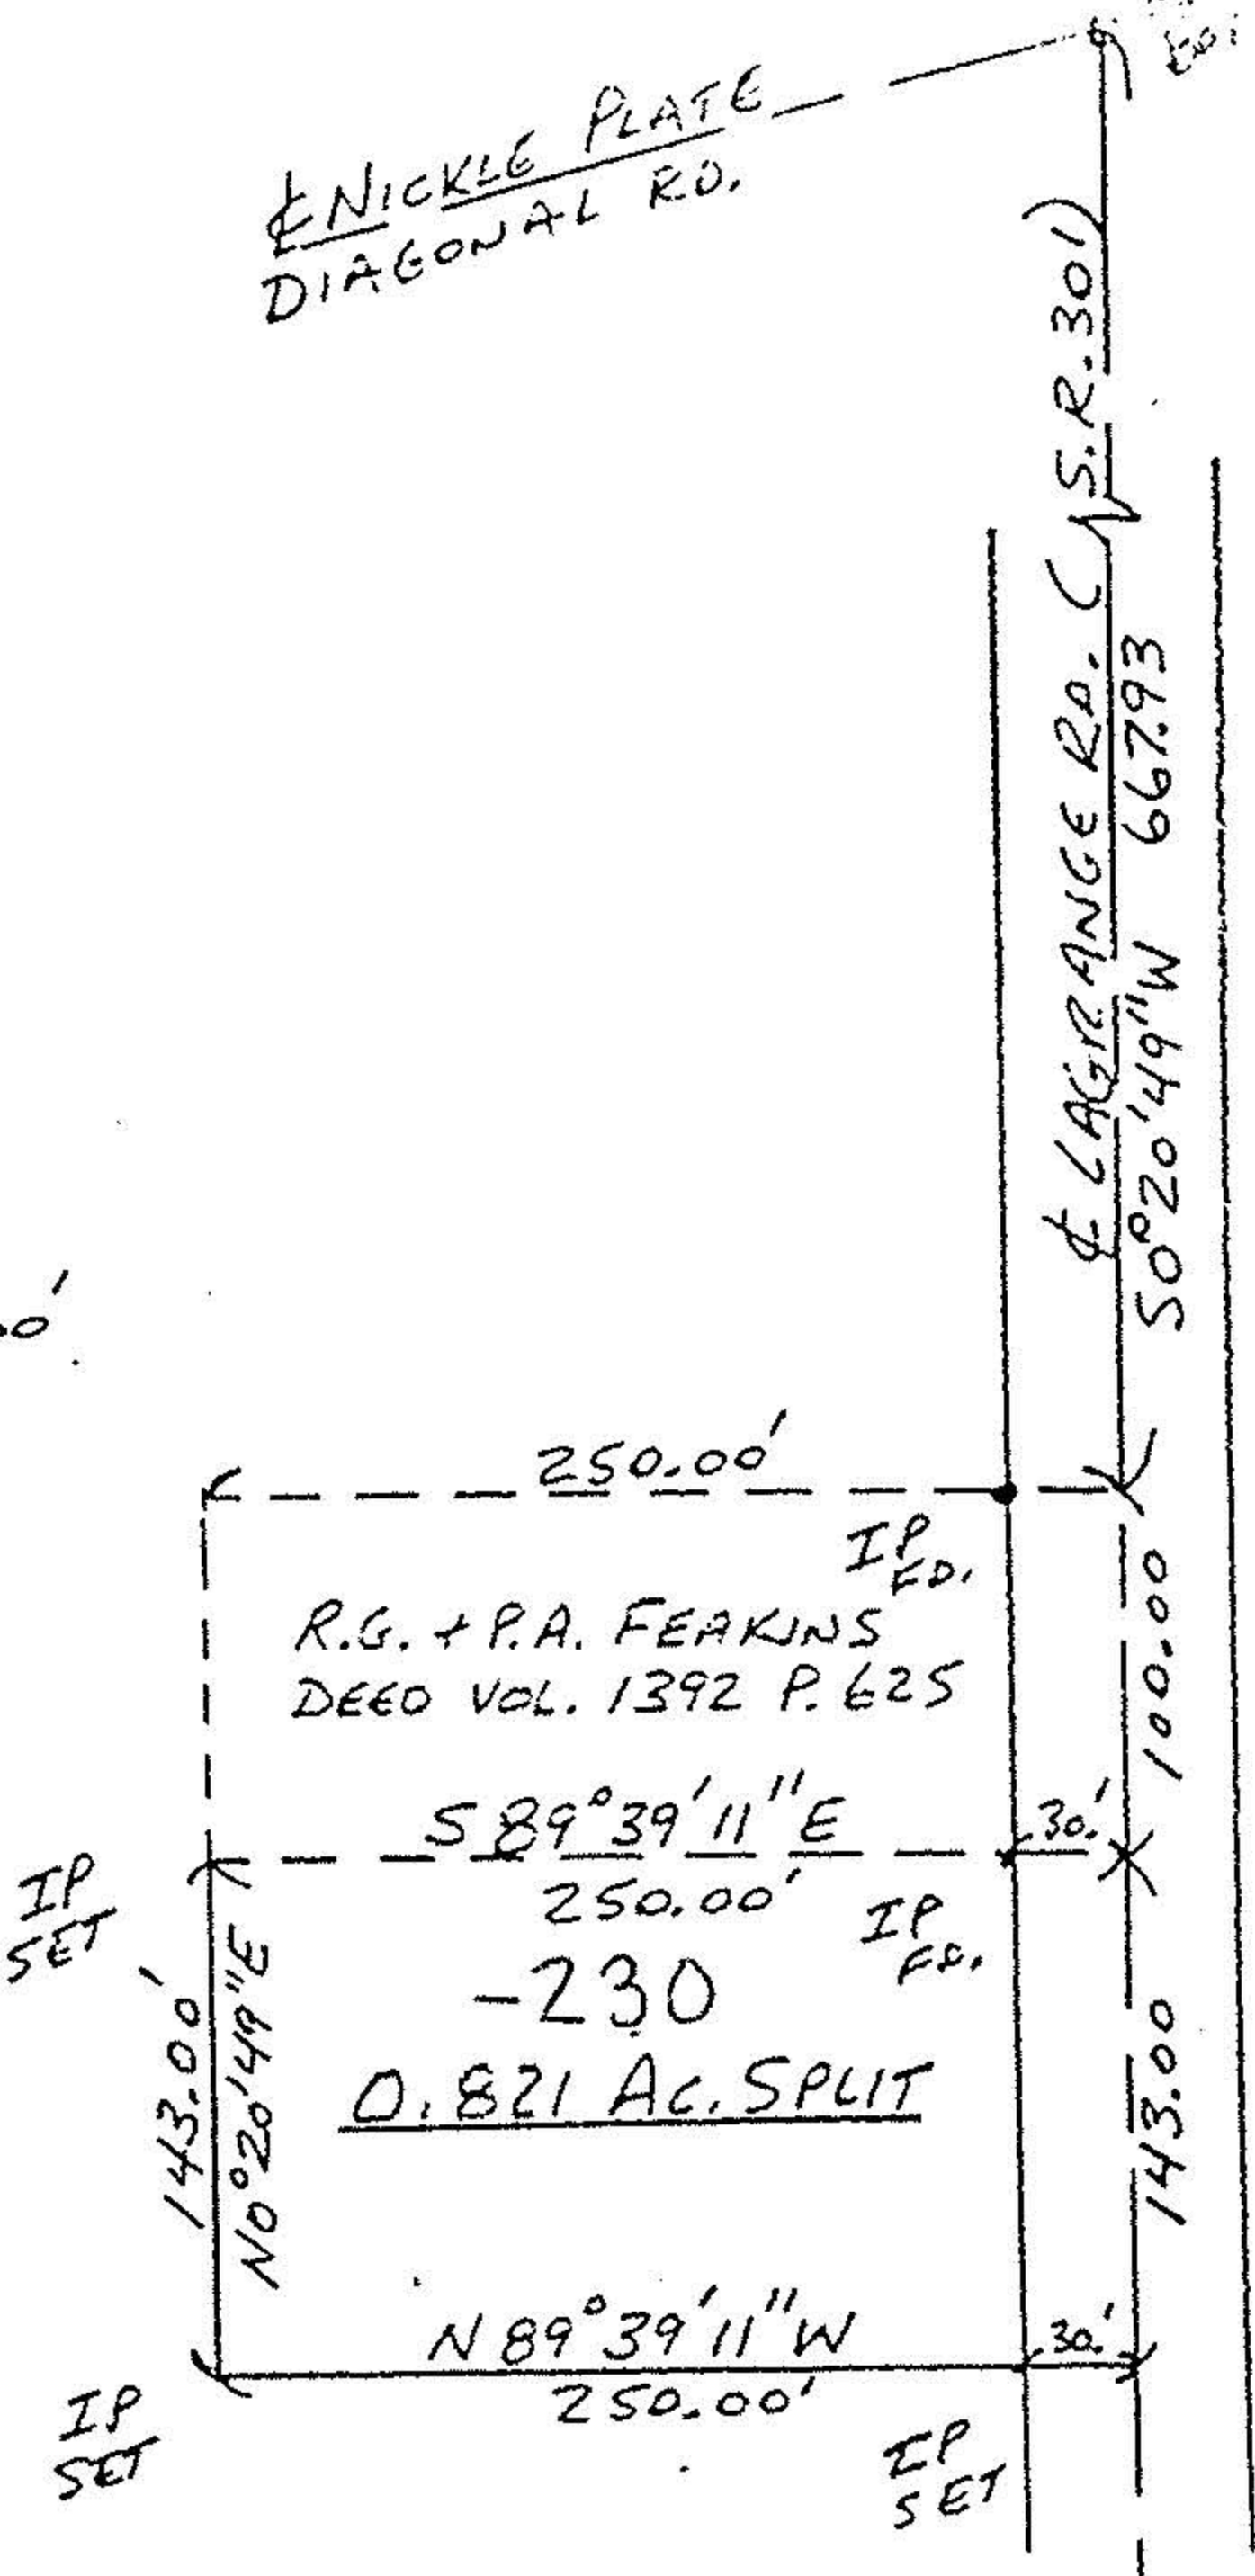 ℄ NICKLE PLATE
DIAGONAL RD.
℄ LAGRANGE RD. (S.R. 301)
S0°20'49"W 667.93
250.00'
IP
FD.
100.00
R.G. + P.A. FEAKINS
DEED VOL. 1392 P. 625
S 89°39'11"E
30.'
250.00'
IP
SET
IP
FD.
-230
0.821 AC. SPLIT
143.00'
N0°20'49"E
143.00
N 89°39'11"W
30.'
250.00'
IP
SET
IP
SET